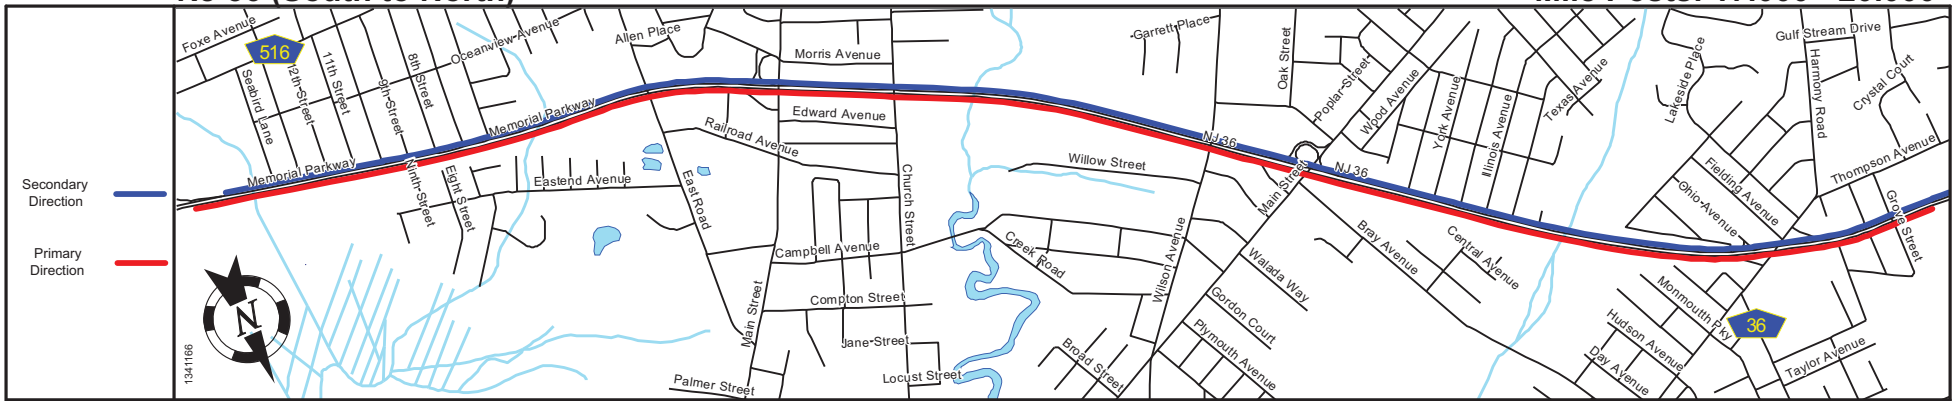 Secondary
Direction
Primary
Direction
Foxe Avenue
516
Seabird Lane
12th Street
11th Street
9th Street
8th Street
Oceanview Avenue
Memorial Parkway
Memorial Parkway
Ninth Street
Eight Street
Eastend Avenue
Allen Place
Morris Avenue
Edward Avenue
Railroad Avenue
East Road
Church Street
Campbell Avenue
Compton Street
Jane Street
Locust Street
Main Street
Palmer Street
Creek Road
Willow Street
Wilson Avenue
Garrett Place
Oak Street
NJ 36
NJ 36
Main Street
Poplar Street
Wood Avenue
York Avenue
Illinois Avenue
Texas Avenue
Walada Way
Gordon Court
Plymouth Avenue
Broad Street
Bray Avenue
Central Avenue
Lakeside Place
Gulf Stream Drive
Harmony Road
Crystal Court
Thompson Avenue
Fielding Avenue
Ohio Avenue
Grove Street
Monmouth Pky
36
Hudson Avenue
Day Avenue
Taylor Avenue
N
1341166